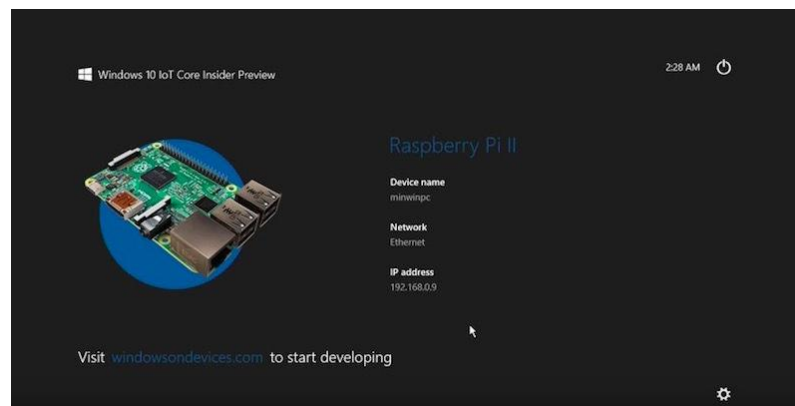 Windows 10 IoT Core Insider Preview
2:28 AM
Raspberry Pi II
Device name
minwinpc
Network
Ethernet
IP address
192.168.0.9
Visit windowsondevices.com to start developing